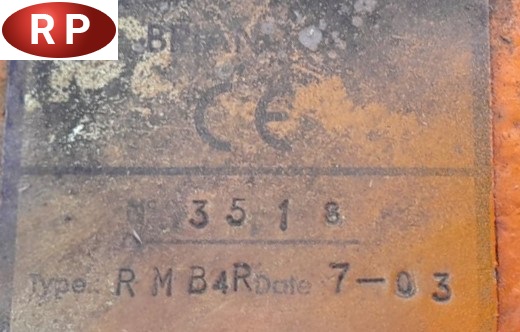 RP
CE
N° 3518
Type: RMB4R Date 7-03